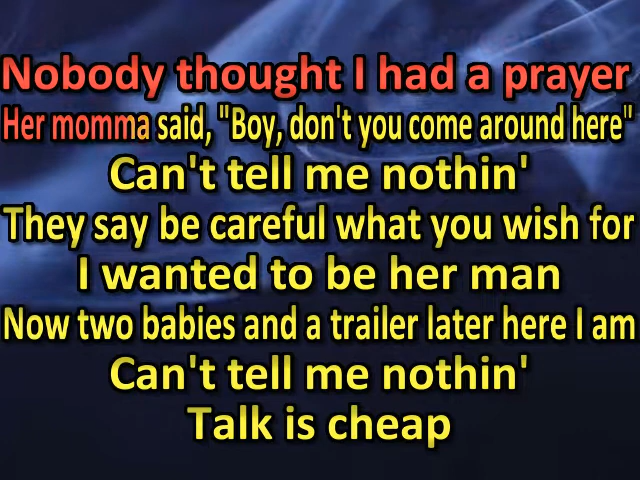 Nobody thought I had a prayer
Her momma said, "Boy, don't you come around here"
Can't tell me nothin'
They say be careful what you wish for
I wanted to be her man
Now two babies and a trailer later here I am
Can't tell me nothin'
Talk is cheap